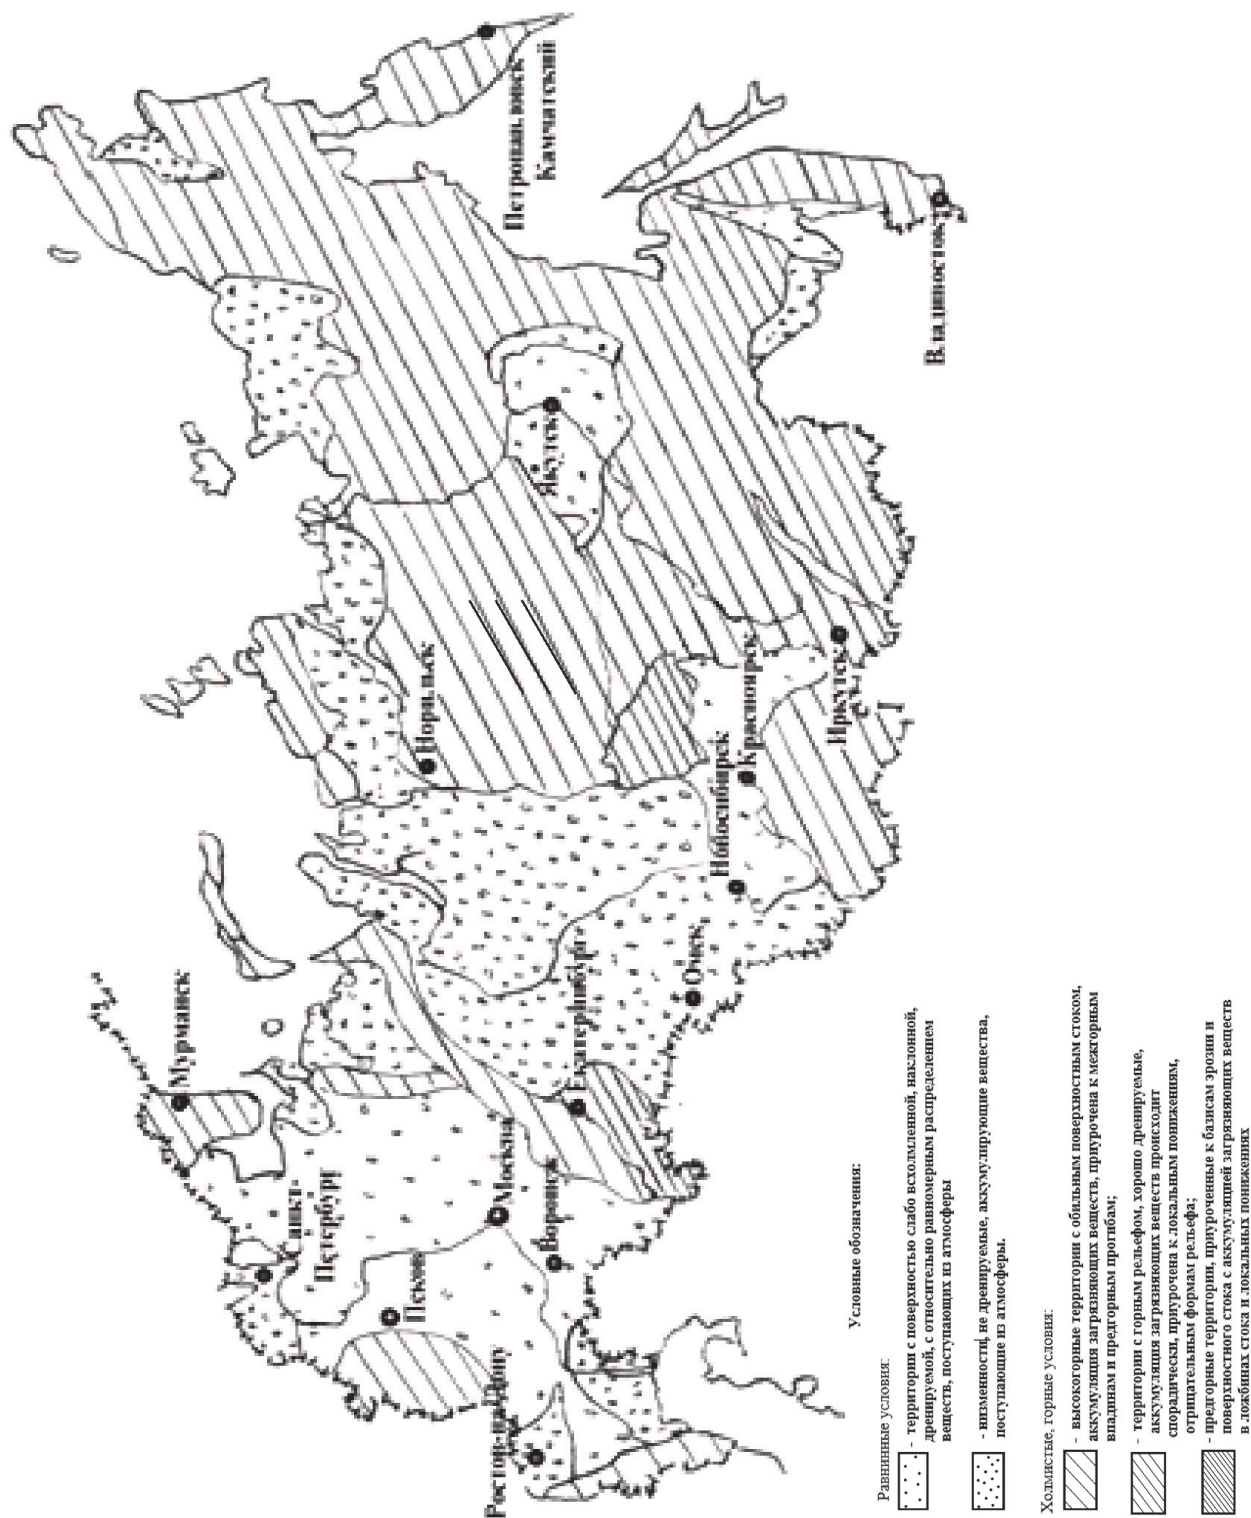 Мурманск
Санкт-
Петербург
Псков
Москва
Воронеж
Ростов-на-Дону
Екатеринбург
Омск
Новосибирск
Красноярск
Норильск
Иркутск
Якутск
Владивосток
Петропавловск
Камчатский
Условные обозначения:
Равнинные условия:
- территории с поверхностью слабо всхолмленной, наклонной,
дренируемой, с относительно равномерным распределением
веществ, поступающих из атмосферы
- низменности, не дренируемые, аккумулирующие вещества,
поступающие из атмосферы.
Холмистые, горные условия:
- высокогорные территории с обильным поверхностным стоком,
аккумуляция загрязняющих веществ, приурочена к межгорным
впадинам и предгорным прогибам;
- территории с горным рельефом, хорошо дренируемые,
аккумуляция загрязняющих веществ происходит
спорадически, приурочена к локальным понижениям,
отрицательным формам рельефа;
- предгорные территории, приуроченные к базисам эрозии и
поверхностного стока с аккумуляцией загрязняющих веществ
в ложбинах стока и локальных понижениях